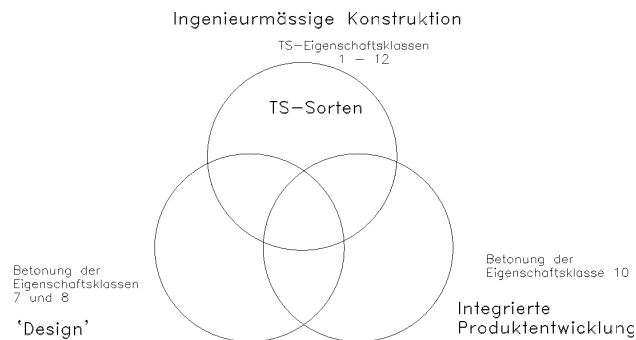 Ingenieurmässige Konstruktion
TS-Eigenschaftsklassen
1 - 12
TS-Sorten
Betonung der
Eigenschaftsklassen
7 und 8
'Design'
Betonung der
Eigenschaftsklasse 10
Integrierte
Produktentwicklung